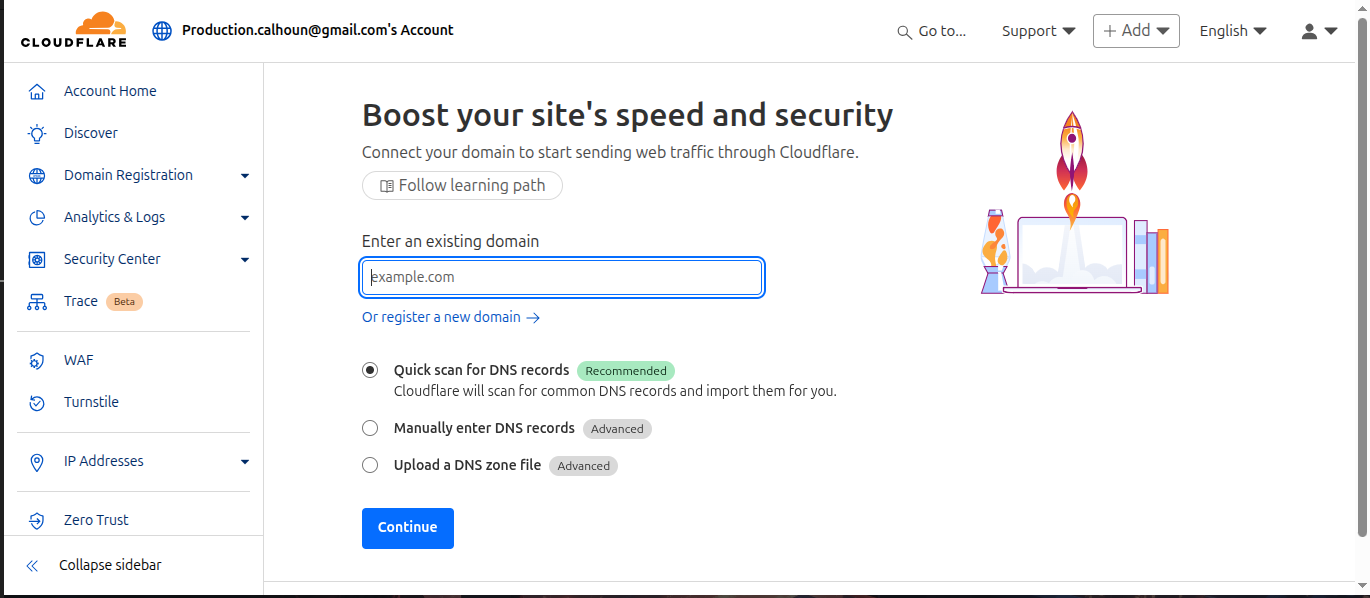 CLOUDFLARE
Production.calhoun@gmail.com's Account
Go to...
Support
+ Add
English
Account Home
Discover
Domain Registration
Analytics & Logs
Security Center
Trace Beta
WAF
Turnstile
IP Addresses
Zero Trust
Collapse sidebar
Boost your site's speed and security
Connect your domain to start sending web traffic through Cloudflare.
Follow learning path
Enter an existing domain
example.com
Or register a new domain →
Quick scan for DNS records Recommended
Cloudflare will scan for common DNS records and import them for you.
Manually enter DNS records Advanced
Upload a DNS zone file Advanced
Continue